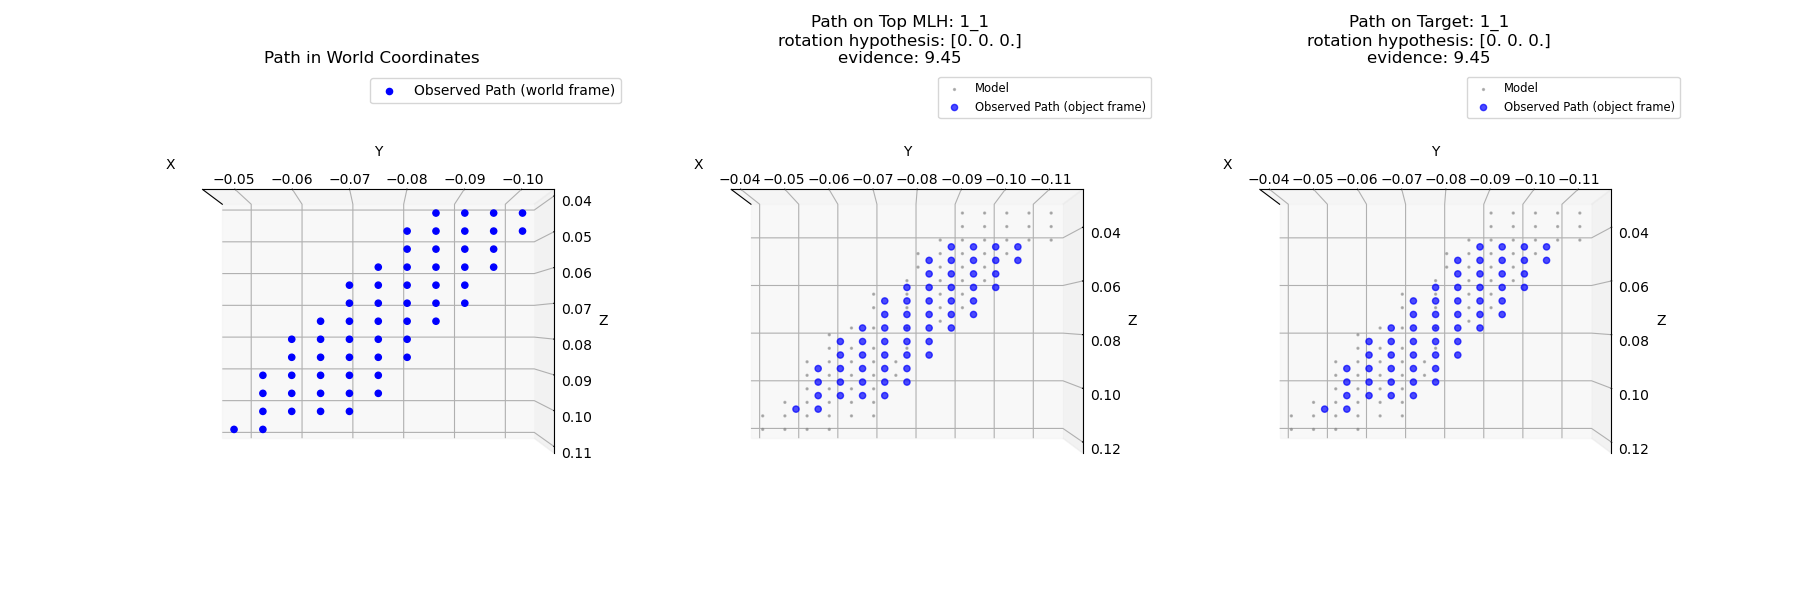 Path in World Coordinates
Observed Path (world frame)
Y
X
−0.05 −0.06 −0.07 −0.08 −0.09 −0.10
0.04
0.05
0.06
0.07
0.08
0.09
0.10
0.11
Z
Path on Top MLH: 1_1
rotation hypothesis: [0. 0. 0.]
evidence: 9.45
Model
Observed Path (object frame)
Y
X
−0.04 −0.05 −0.06 −0.07 −0.08 −0.09 −0.10 −0.11
0.04
0.06
0.08
0.10
0.12
Z
Path on Target: 1_1
rotation hypothesis: [0. 0. 0.]
evidence: 9.45
Model
Observed Path (object frame)
Y
X
−0.04 −0.05 −0.06 −0.07 −0.08 −0.09 −0.10 −0.11
0.04
0.06
0.08
0.10
0.12
Z